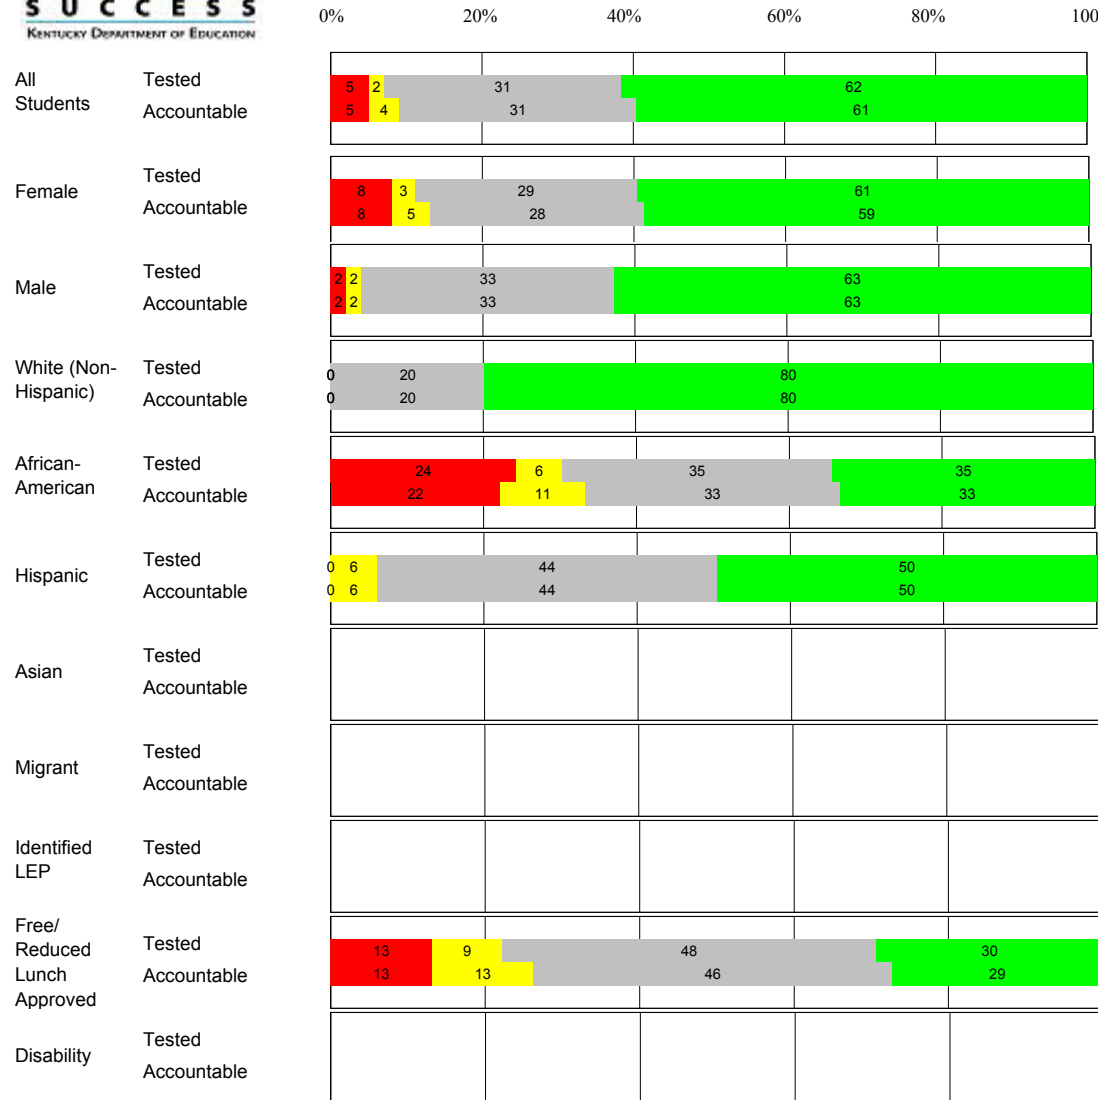 SUCCESS
KENTUCKY DEPARTMENT OF EDUCATION
0% 20% 40% 60% 80% 100
All Students
Tested 5 2 31 62
Accountable 5 4 31 61
Female
Tested 8 3 29 61
Accountable 8 5 28 59
Male
Tested 2 2 33 63
Accountable 2 2 33 63
White (Non-
Hispanic)
Tested 0 20 80
Accountable 0 20 80
African-
American
Tested 24 6 35 35
Accountable 22 11 33 33
Hispanic
Tested 0 6 44 50
Accountable 0 6 44 50
Asian
Tested
Accountable
Migrant
Tested
Accountable
Identified
LEP
Tested
Accountable
Free/
Reduced
Lunch
Approved
Tested 13 9 48 30
Accountable 13 13 46 29
Disability
Tested
Accountable